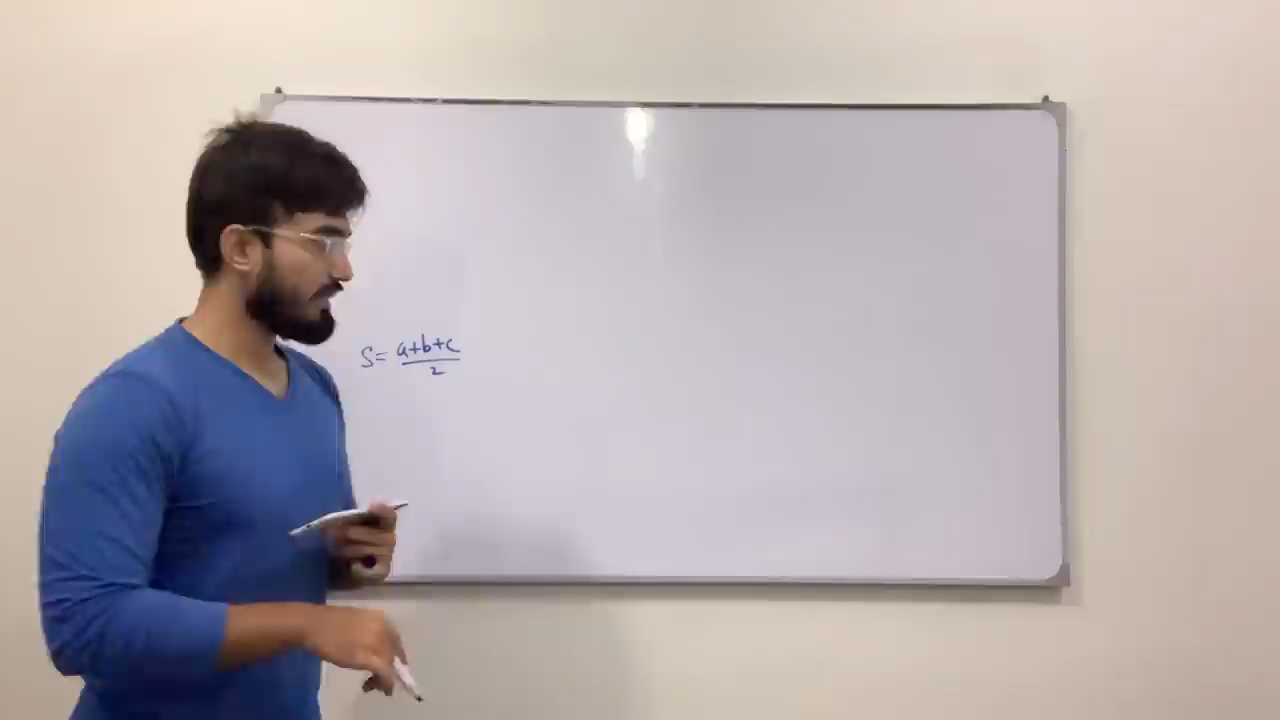 S = a+b+c / 2